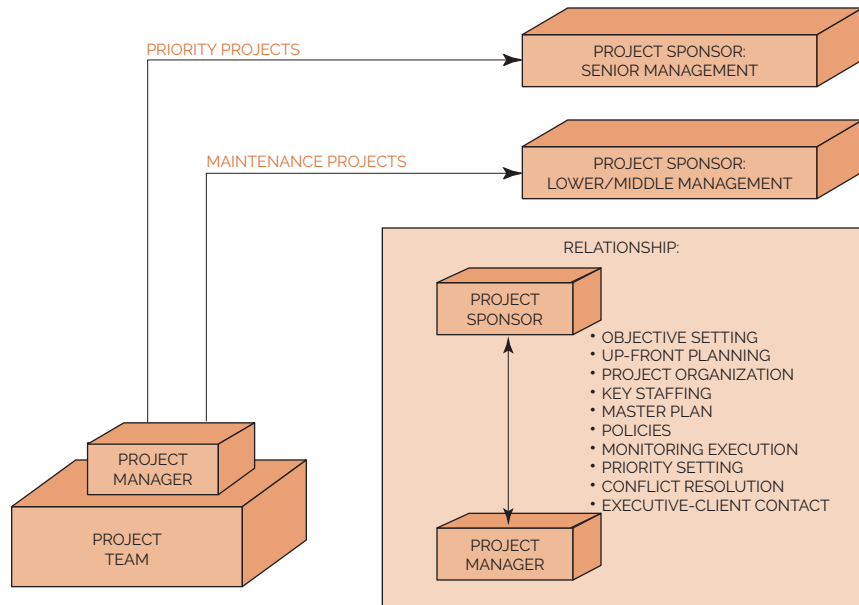 PRIORITY PROJECTS
PROJECT SPONSOR:
SENIOR MANAGEMENT
MAINTENANCE PROJECTS
PROJECT SPONSOR:
LOWER/MIDDLE MANAGEMENT
RELATIONSHIP:
PROJECT
SPONSOR
• OBJECTIVE SETTING
• UP-FRONT PLANNING
• PROJECT ORGANIZATION
• KEY STAFFING
• MASTER PLAN
• POLICIES
• MONITORING EXECUTION
• PRIORITY SETTING
• CONFLICT RESOLUTION
• EXECUTIVE-CLIENT CONTACT
PROJECT
MANAGER
PROJECT
MANAGER
PROJECT
TEAM